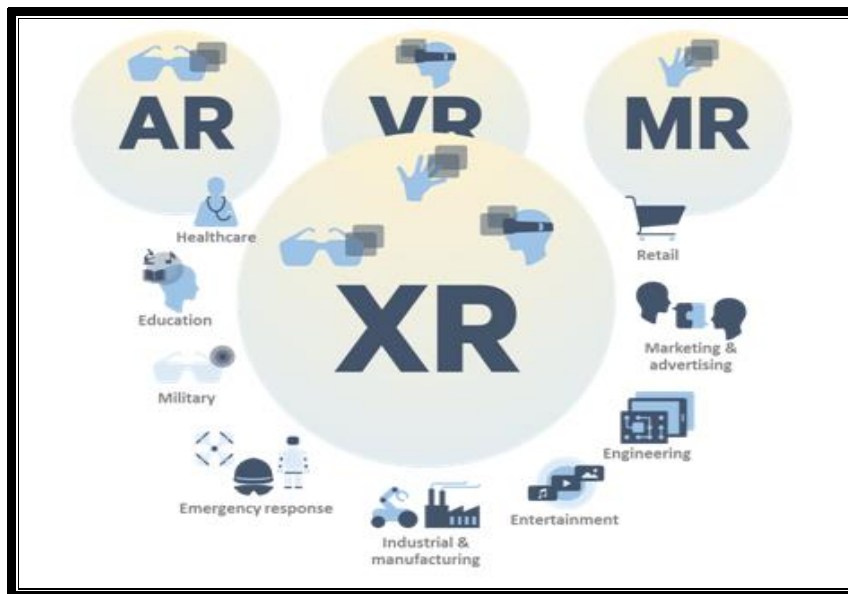 AR
VR
MR
XR
Healthcare
Education
Military
Emergency response
Industrial &
manufacturing
Entertainment
Engineering
Marketing &
advertising
Retail